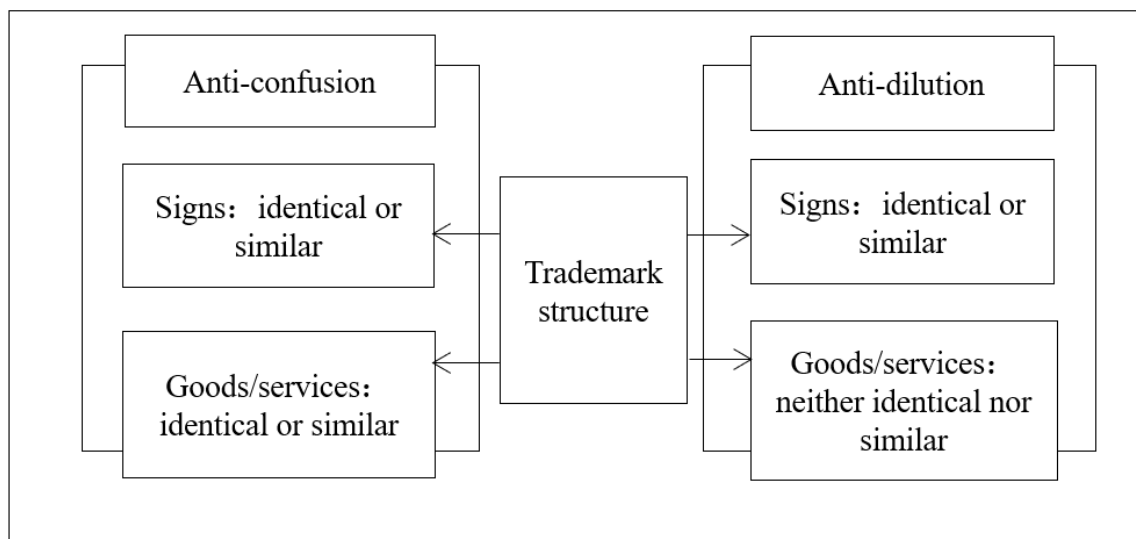 Anti-confusion
Signs：identical or
similar
Goods/services：
identical or similar
Trademark
structure
Anti-dilution
Signs：identical or
similar
Goods/services：
neither identical nor
similar